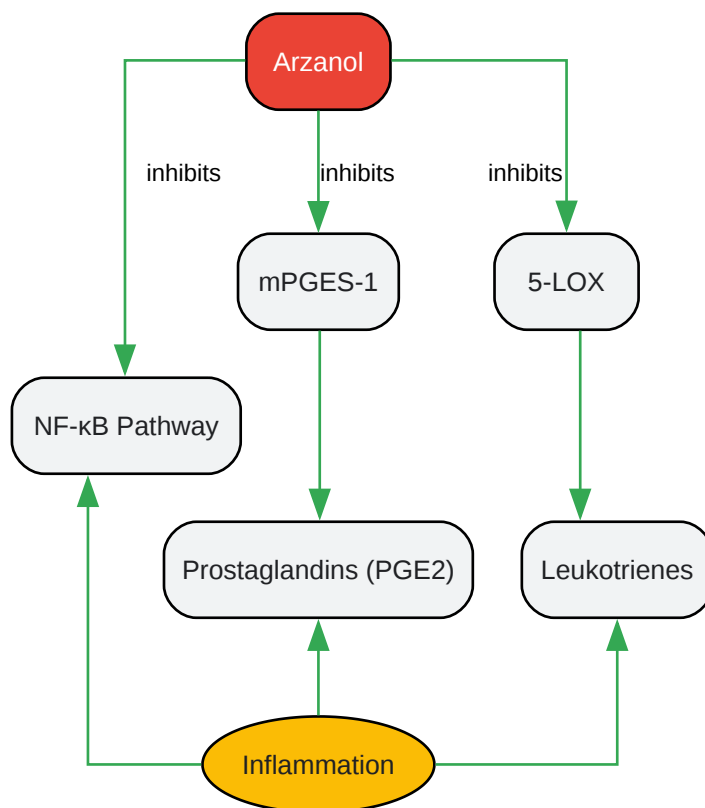 Arzanol
inhibits
inhibits
inhibits
mPGES-1
5-LOX
NF-κB Pathway
Prostaglandins (PGE2)
Leukotrienes
Inflammation